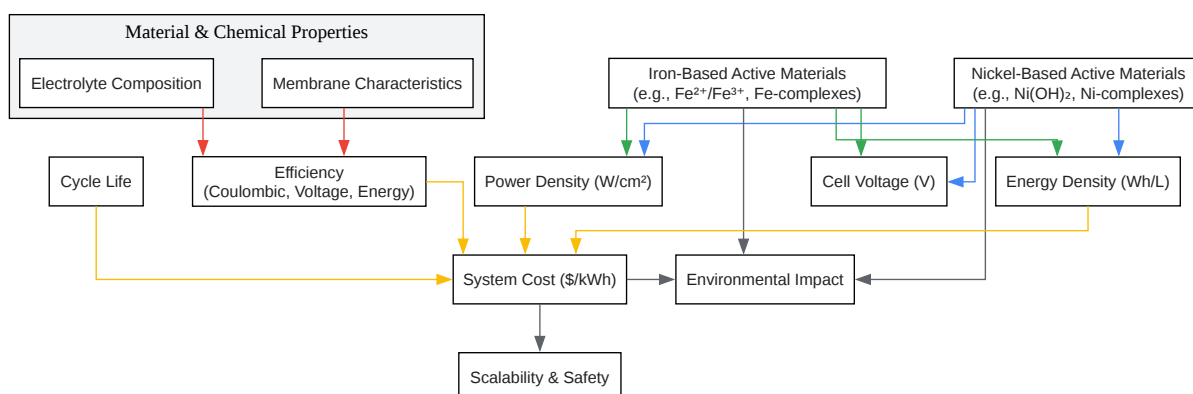 Material & Chemical Properties
Electrolyte Composition
Membrane Characteristics
Iron-Based Active Materials
(e.g., Fe²⁺/Fe³⁺, Fe-complexes)
Nickel-Based Active Materials
(e.g., Ni(OH)₂, Ni-complexes)
Cycle Life
Efficiency
(Coulombic, Voltage, Energy)
Power Density (W/cm²)
Cell Voltage (V)
Energy Density (Wh/L)
System Cost ($/kWh)
Environmental Impact
Scalability & Safety